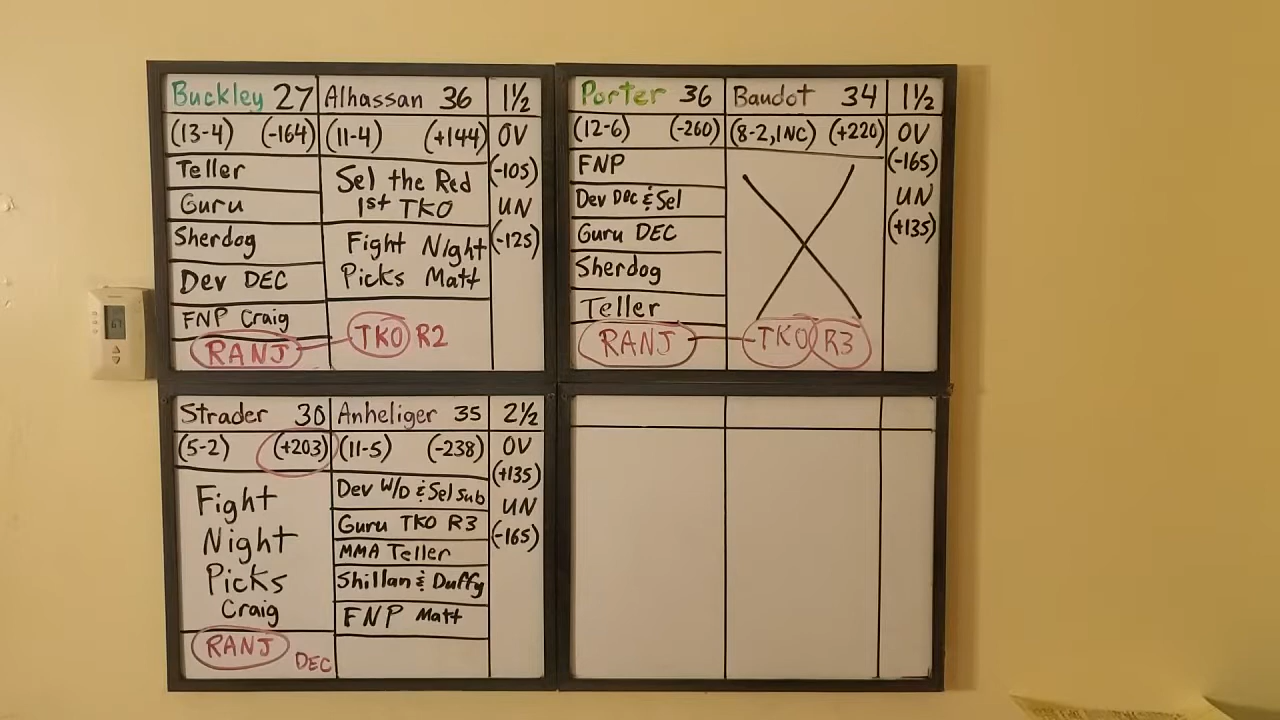 Buckley 27 Alhassan 36 1½
(13-4) (-164) (11-4) (+144) OV
Teller
Guru
Sherdog
Dev DEC
FNP Craig
RANJ
Sel the Red
1st TKO
Fight Night
Picks Matt
TKO R2
(-105)
UN
(-125)
Porter 36 Baudot 34 1½
(12-6) (-260) (8-2,1NC) (+220) OV
FNP
Dev DEC & Sel
Guru DEC
Sherdog
Teller
RANJ
TKO R3
(-165)
UN
(+135)
Strader 30 Anheliger 35 2½
(5-2) (+203) (11-5) (-238) OV
Fight
Night
Picks
Craig
RANJ DEC
Dev W/D & Sel Sub
Guru TKO R3
MMA Teller
Shillan & Duffy
FNP Matt
(+135)
UN
(-165)